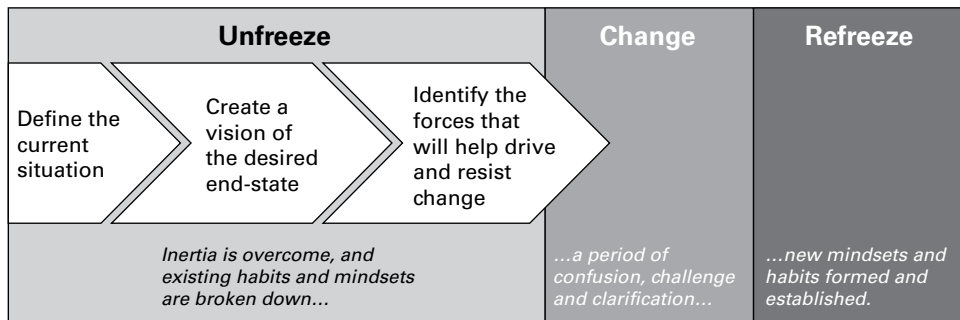 Unfreeze
Change
Refreeze
Define the
current
situation
Create a
vision of
the desired
end-state
Identify the
forces that
will help drive
and resist
change
Inertia is overcome, and
existing habits and mindsets
are broken down…
…a period of
confusion, challenge
and clarification…
…new mindsets and
habits formed and
established.